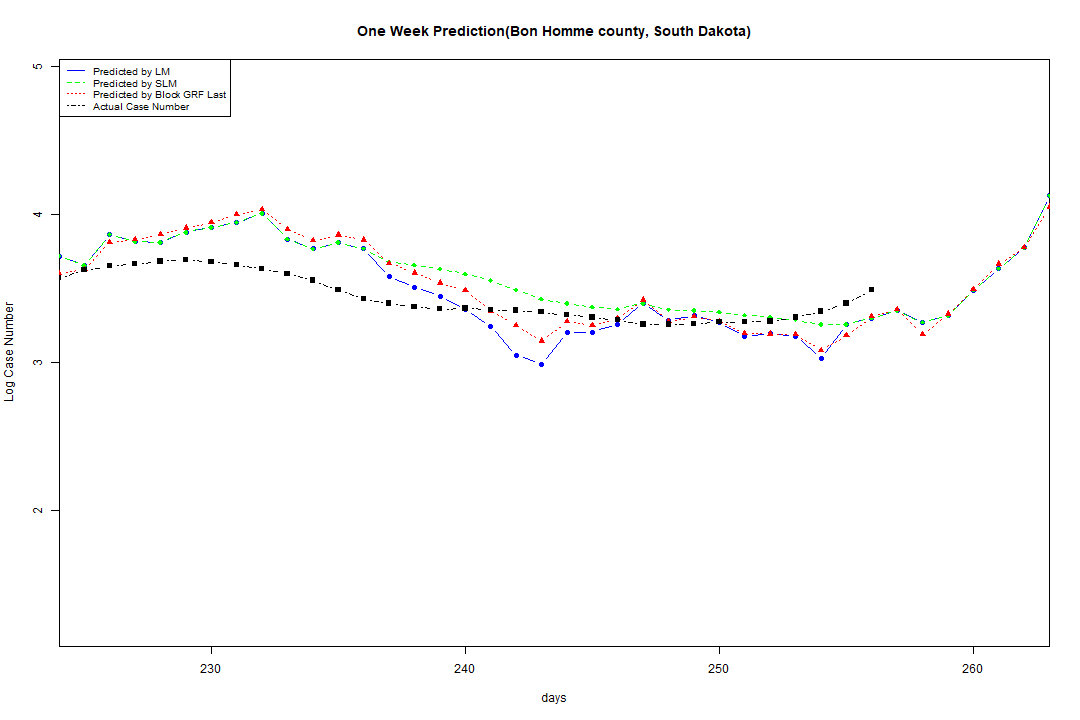 One Week Prediction(Bon Homme county, South Dakota)
Predicted by LM
Predicted by SLM
Predicted by Block GRF Last
Actual Case Number
5
4
3
2
Log Case Number
230
240
250
260
days